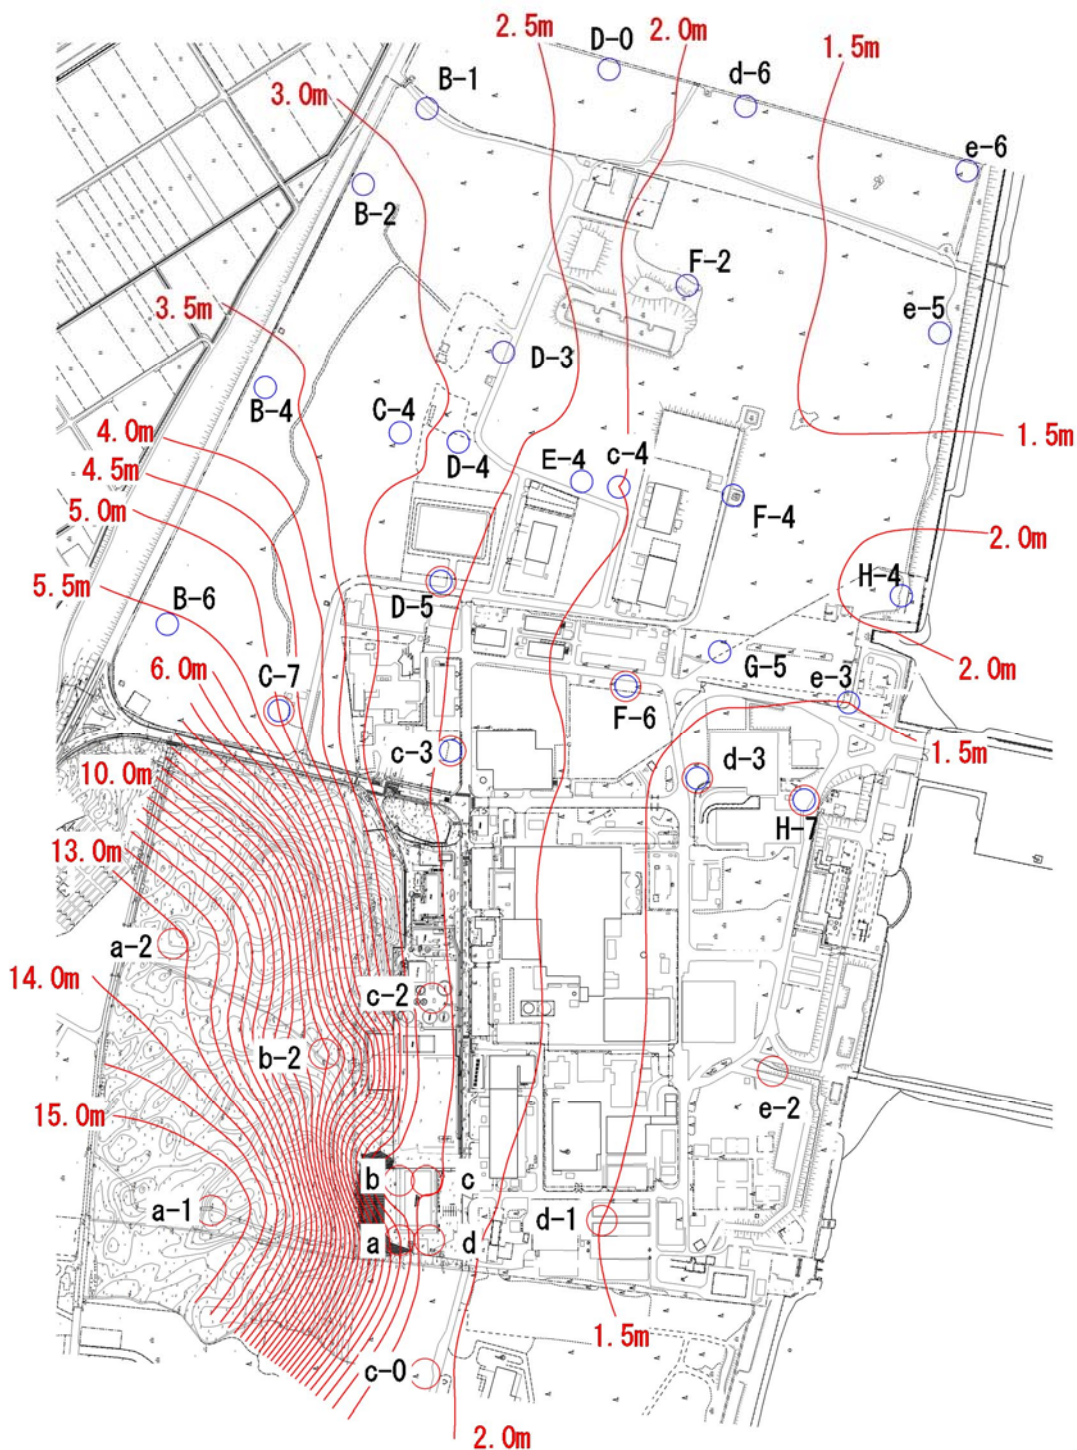 2.5m
D-0
2.0m
1.5m
B-1
3.0m
d-6
e-6
B-2
F-2
3.5m
e-5
D-3
B-4
C-4
4.0m
D-4
E-4
c-4
1.5m
4.5m
5.0m
F-4
2.0m
5.5m
B-6
D-5
H-4
6.0m
C-7
G-5
2.0m
e-3
F-6
c-3
d-3
1.5m
10.0m
H-7
13.0m
a-2
14.0m
c-2
b-2
15.0m
e-2
b
c
a-1
d-1
a
d
1.5m
c-0
2.0m